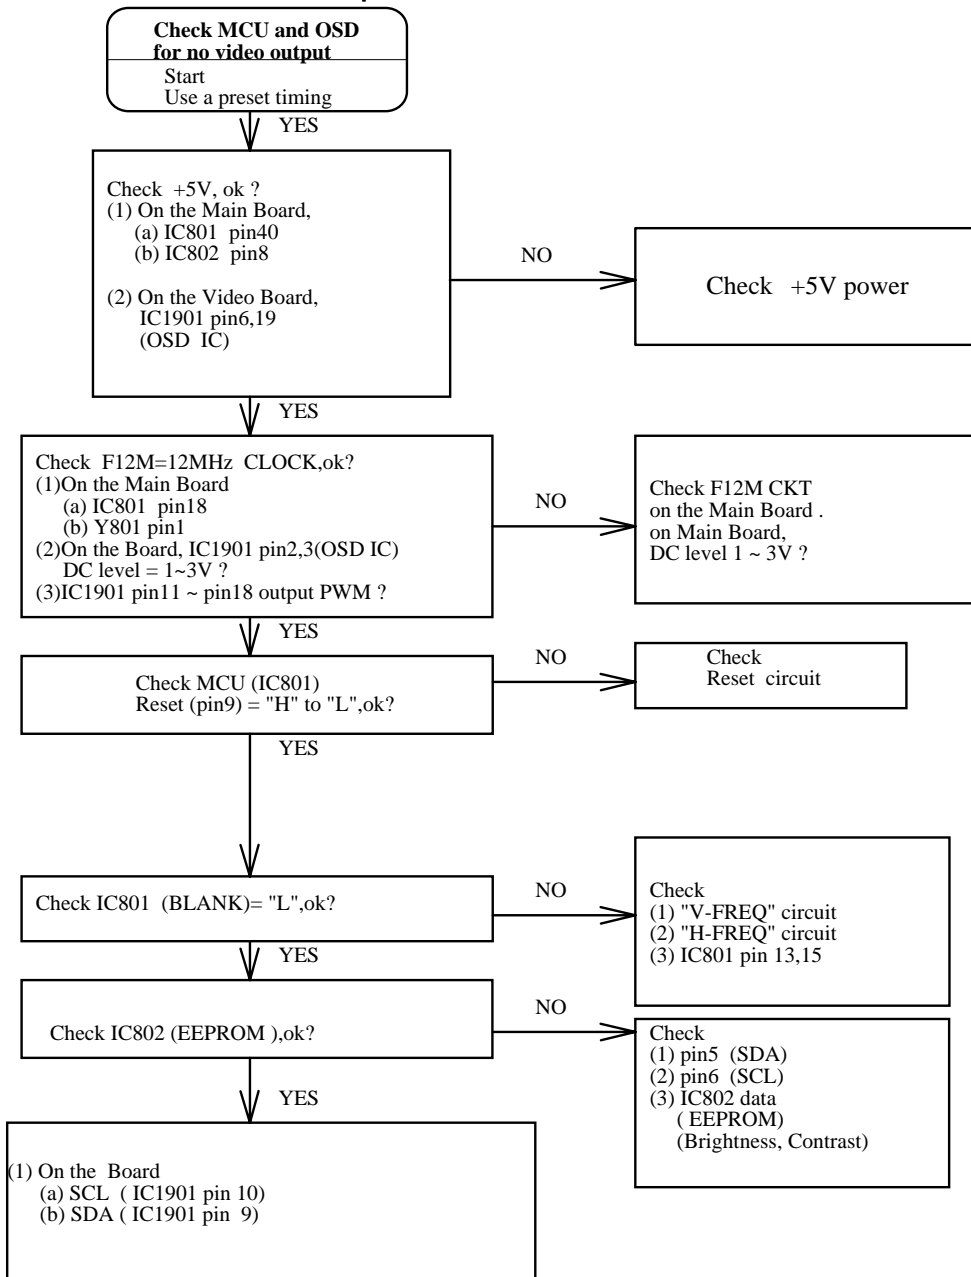 Check MCU and OSD
for no video output
Start
Use a preset timing
YES
Check +5V, ok ?
(1) On the Main Board,
(a) IC801 pin40
(b) IC802 pin8
(2) On the Video Board,
IC1901 pin6,19
(OSD IC)
NO
Check +5V power
YES
Check F12M=12MHz CLOCK,ok?
(1)On the Main Board
(a) IC801 pin18
(b) Y801 pin1
(2)On the Board, IC1901 pin2,3(OSD IC)
DC level = 1~3V ?
(3)IC1901 pin11 ~ pin18 output PWM ?
NO
Check F12M CKT
on the Main Board .
on Main Board,
DC level 1 ~ 3V ?
YES
Check MCU (IC801)
Reset (pin9) = "H" to "L",ok?
NO
Check
Reset circuit
YES
Check IC801 (BLANK)= "L",ok?
NO
Check
(1) "V-FREQ" circuit
(2) "H-FREQ" circuit
(3) IC801 pin 13,15
YES
Check IC802 (EEPROM ),ok?
NO
Check
(1) pin5 (SDA)
(2) pin6 (SCL)
(3) IC802 data
( EEPROM)
(Brightness, Contrast)
YES
(1) On the Board
(a) SCL ( IC1901 pin 10)
(b) SDA ( IC1901 pin 9)